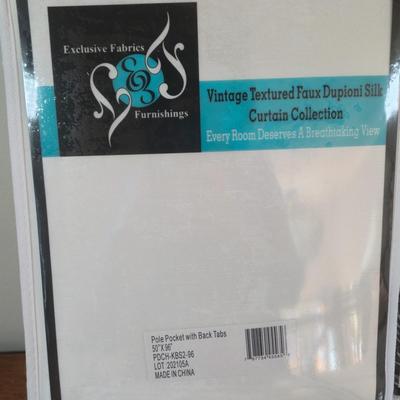 Exclusive Fabrics
&
Furnishings
Vintage Textured Faux Dupioni Silk
Curtain Collection
Every Room Deserves A Breathtaking View
Pole Pocket with Back Tabs
50"X 96"
PDCH-KBS2-96
LOT :202105A
MADE IN CHINA